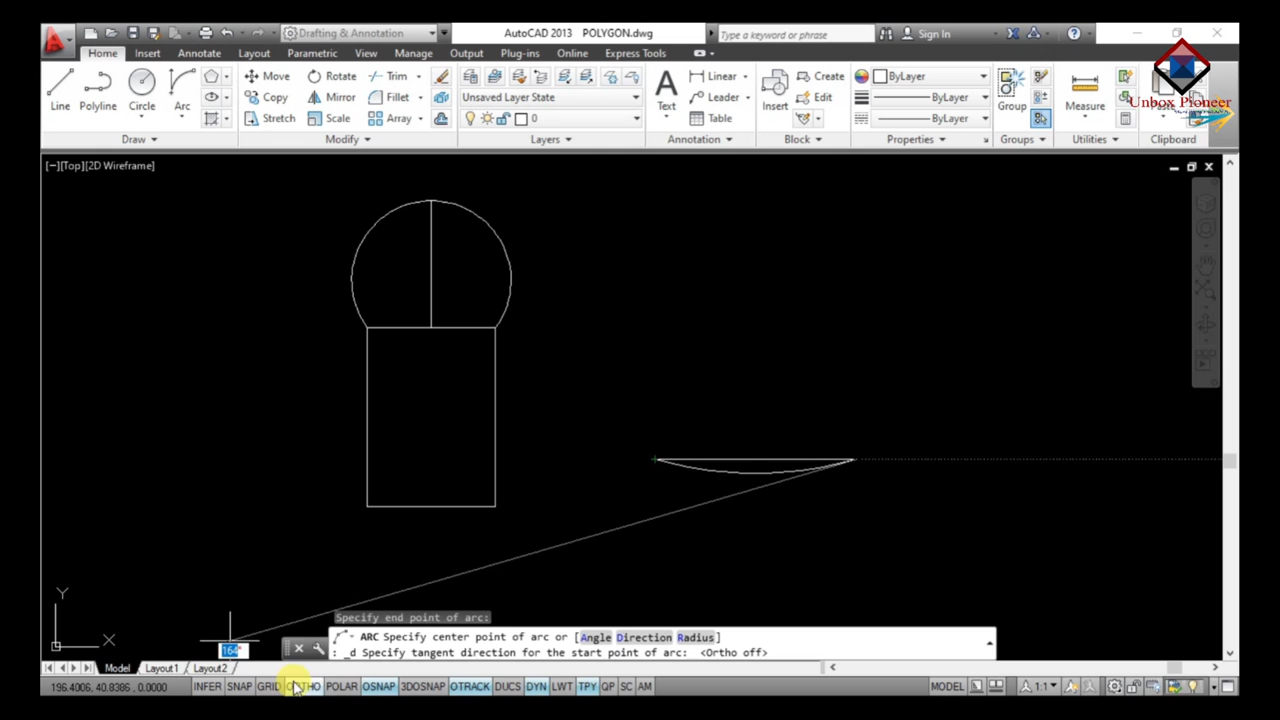 Drafting & Annotation
AutoCAD 2013 POLYGON.dwg
Type a keyword or phrase
Sign In
Home Insert Annotate Layout Parametric View Manage Output Plug-ins Online Express Tools
Line Polyline Circle Arc
Move Rotate Trim
Copy Mirror Fillet
Stretch Scale Array
Unsaved Layer State
0
Text
Linear
Leader
Table
Insert
Create
Edit
ByLayer
ByLayer
ByLayer
Group
Measure
Unbox Pioneer
Draw Modify Layers Annotation Block Properties Groups Utilities Clipboard
[−][Top][2D Wireframe]
Y
X
164°
Specify end point of arc:
ARC Specify center point of arc or [Angle Direction Radius]
: _d Specify tangent direction for the start point of arc: <Ortho off>
Model Layout1 Layout2
196.4006, 40.8386 , 0.0000
INFER SNAP GRID ORTHO POLAR OSNAP 3DOSNAP OTRACK DUCS DYN LWT TPY QP SC AM
MODEL
1:1